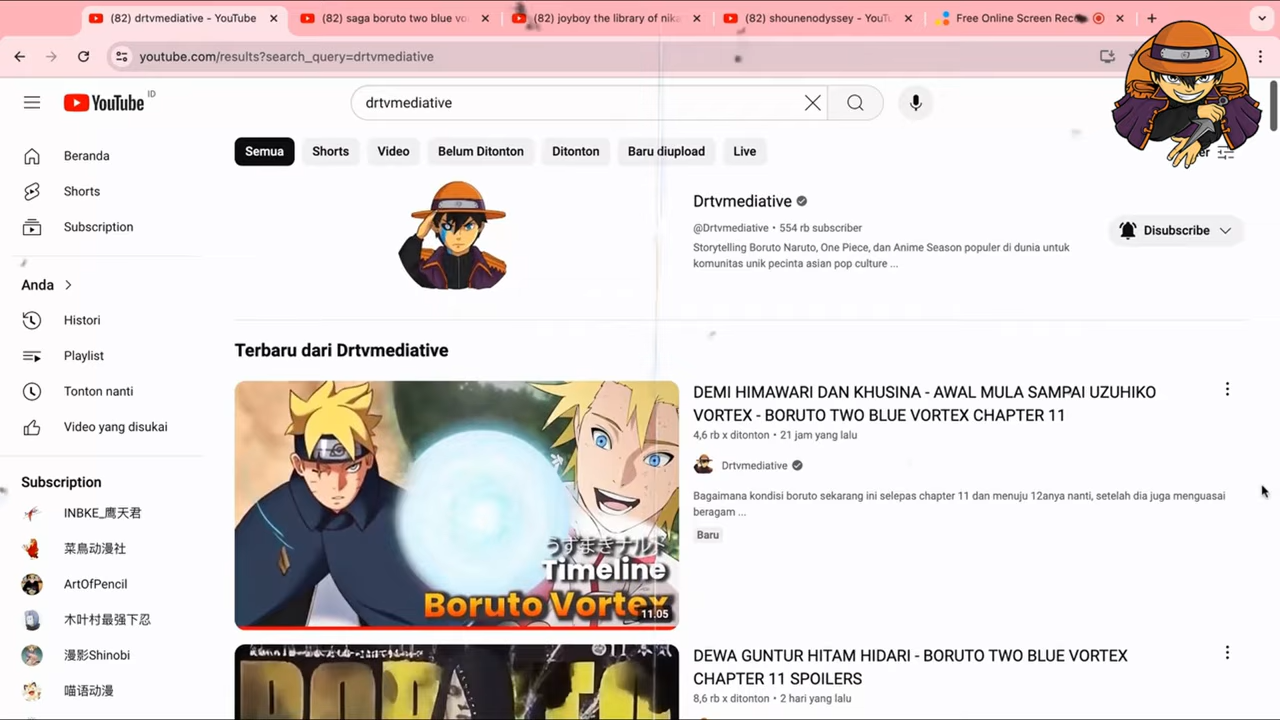 (82) drtvmediative - YouTube
(82) saga boruto two blue vo
(82) joyboy the library of nika
(82) shounenodyssey - YouTu
Free Online Screen Rec
youtube.com/results?search_query=drtvmediative
YouTube ID
drtvmediative
Semua
Shorts
Video
Belum Ditonton
Ditonton
Baru diupload
Live
Beranda
Shorts
Subscription
Anda
Histori
Playlist
Tonton nanti
Video yang disukai
Subscription
INBKE_鹰天君
菜鳥动漫社
ArtOfPencil
木叶村最强下忍
漫影Shinobi
喵语动漫
Drtvmediative
@Drtvmediative • 554 rb subscriber
Storytelling Boruto Naruto, One Piece, dan Anime Season populer di dunia untuk
komunitas unik pecinta asian pop culture ...
Disubscribe
Terbaru dari Drtvmediative
うずまきナルト
Timeline
Boruto Vortex
11.05
DEMI HIMAWARI DAN KHUSINA - AWAL MULA SAMPAI UZUHIKO
VORTEX - BORUTO TWO BLUE VORTEX CHAPTER 11
4,6 rb x ditonton • 21 jam yang lalu
Drtvmediative
Bagaimana kondisi boruto sekarang ini selepas chapter 11 dan menuju 12anya nanti, setelah dia juga menguasai
beragam ...
Baru
BORUTO
DEWA GUNTUR HITAM HIDARI - BORUTO TWO BLUE VORTEX
CHAPTER 11 SPOILERS
8,6 rb x ditonton • 2 hari yang lalu